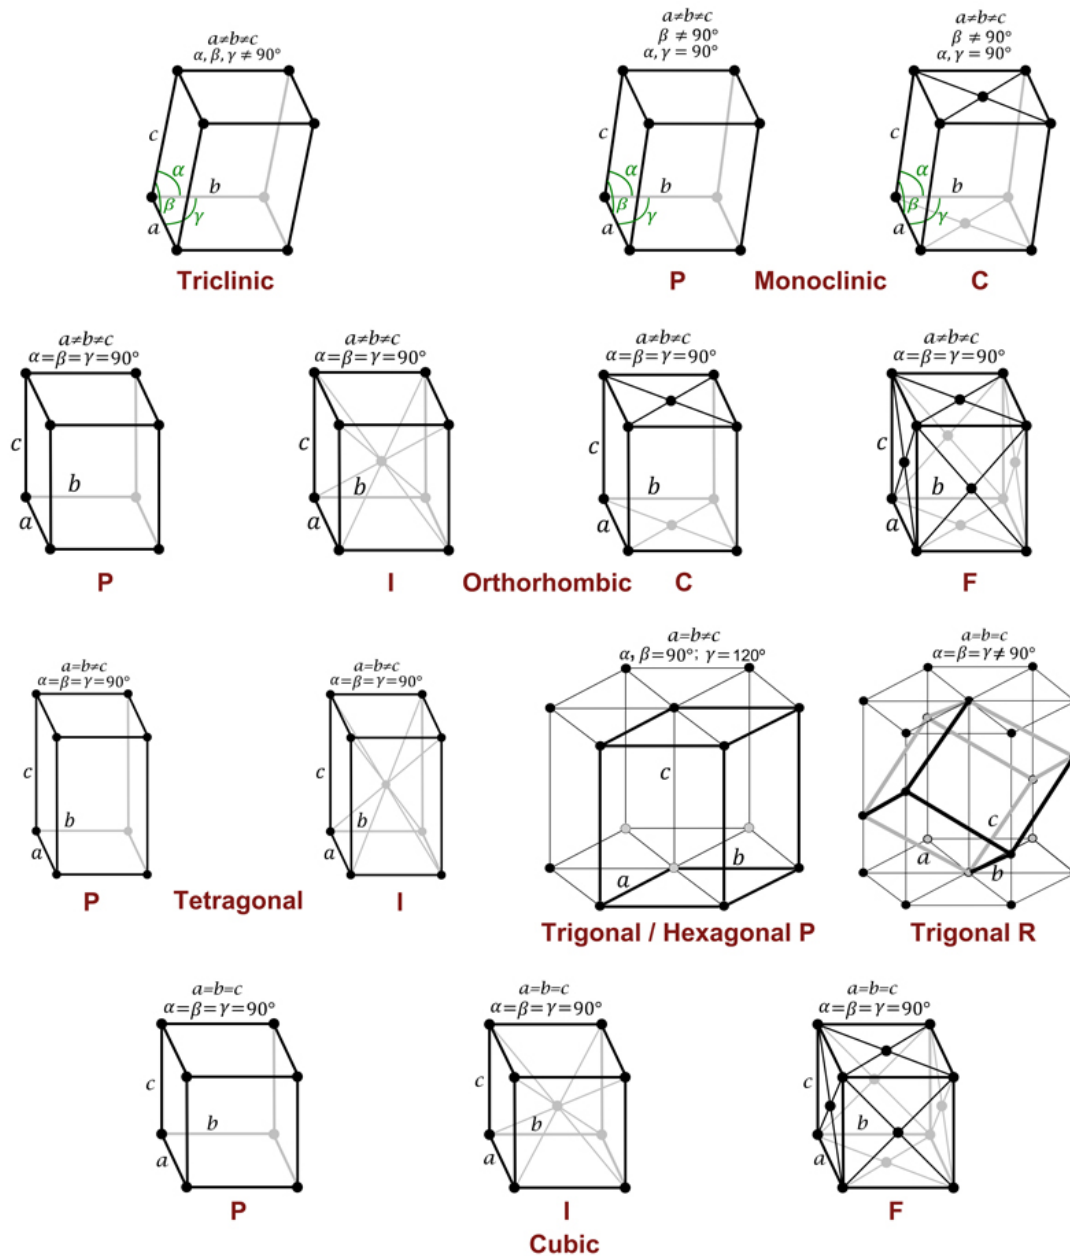 a≠b≠c
α, β, γ ≠ 90°
c
α
b
β
γ
a
Triclinic
a≠b≠c
β ≠ 90°
α, γ = 90°
c
α
b
β
γ
a
P
Monoclinic
a≠b≠c
β ≠ 90°
α, γ = 90°
c
α
b
β
γ
a
C
a≠b≠c
α=β=γ=90°
c
b
a
P
a≠b≠c
α=β=γ=90°
c
b
a
I
Orthorhombic
a≠b≠c
α=β=γ=90°
c
b
a
C
a≠b≠c
α=β=γ=90°
c
b
a
F
a=b≠c
α=β=γ=90°
c
b
a
P
Tetragonal
a=b≠c
α=β=γ=90°
c
b
a
I
a=b≠c
α, β=90°; γ=120°
c
b
a
Trigonal / Hexagonal P
a=b=c
α=β=γ≠90°
c
a
b
Trigonal R
a=b=c
α=β=γ=90°
c
b
a
P
a=b=c
α=β=γ=90°
c
b
a
I
Cubic
a=b=c
α=β=γ=90°
c
b
a
F